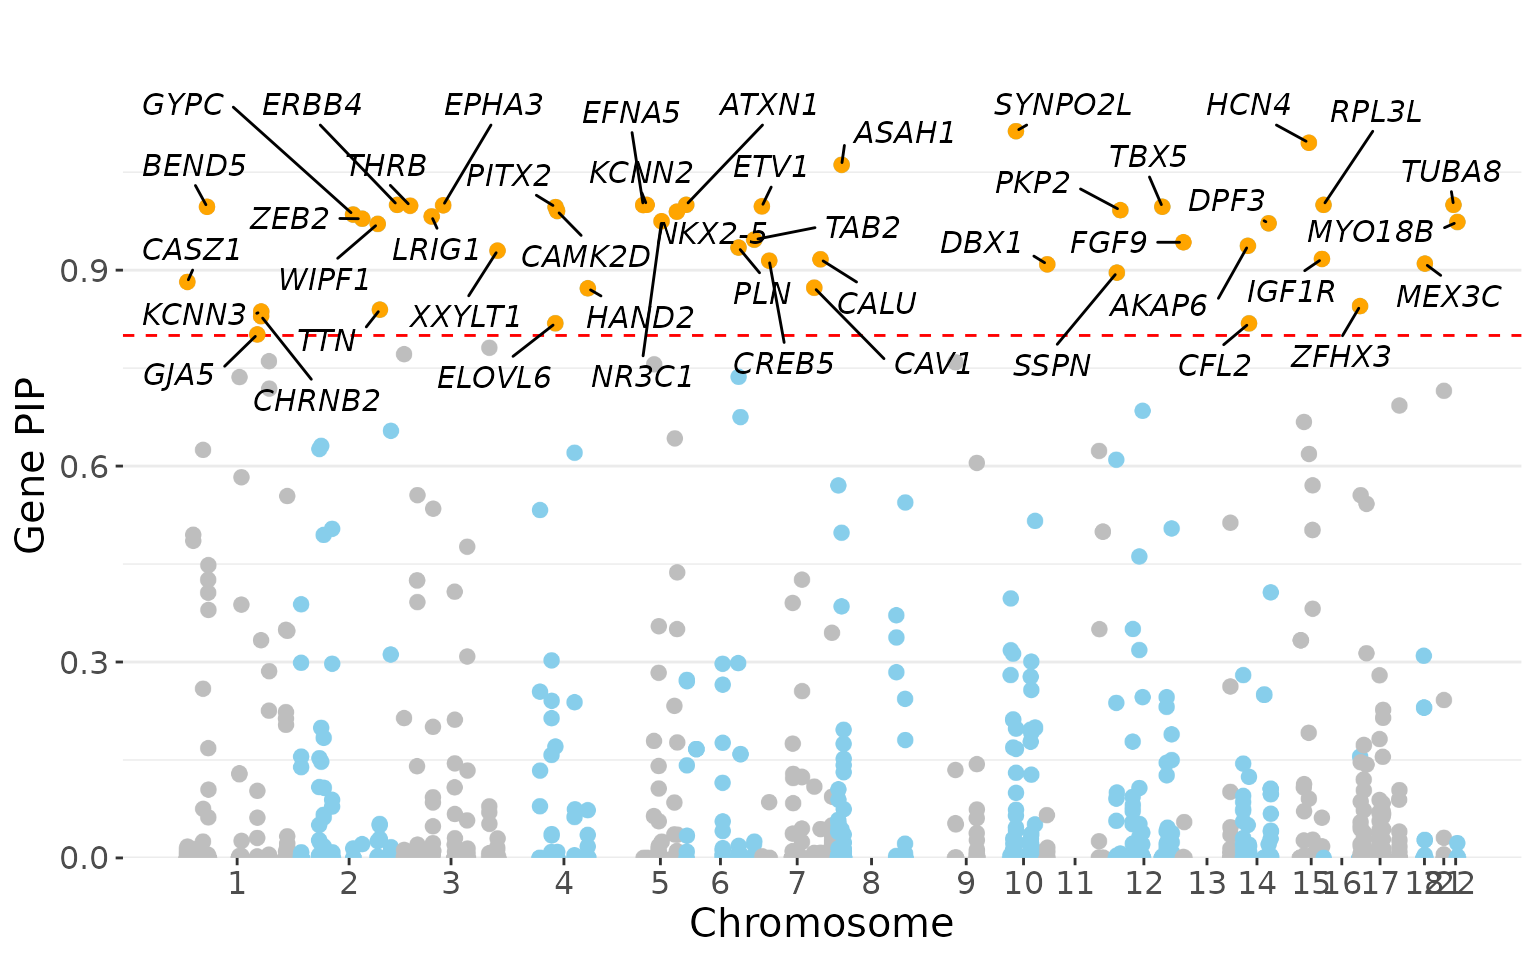 GYPC ERBB4 EPHA3 EFNA5 ATXN1 SYNPO2L HCN4 RPL3L
ASAH1
BEND5 THRB PITX2 KCNN2 ETV1 PKP2 TBX5 DPF3 TUBA8
ZEB2 NKX2-5 TAB2 MYO18B
CASZ1 LRIG1 CAMK2D DBX1 FGF9
WIPF1 PLN CALU AKAP6 IGF1R MEX3C
KCNN3 TTN XXYLT1 HAND2
GJA5 ELOVL6 NR3C1 CREB5 CAV1 SSPN CFL2 ZFHX3
CHRNB2
0.9
0.6
0.3
0.0
Gene PIP
1 2 3 4 5 6 7 8 9 10 11 12 13 14 15 16 17 18 22
Chromosome